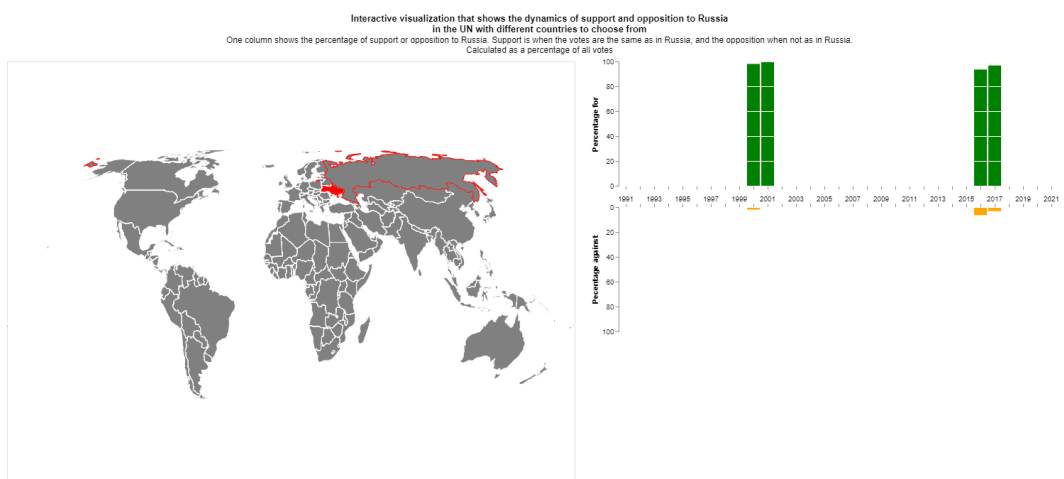 Interactive visualization that shows the dynamics of support and opposition to Russia
in the UN with different countries to choose from
One column shows the percentage of support or opposition to Russia. Support is when the votes are the same as in Russia, and the opposition when not as in Russia.
Calculated as a percentage of all votes
100
80
60
40
20
0
Percentage for
1991 1993 1995 1997 1999 2001 2003 2005 2007 2009 2011 2013 2015 2017 2019 2021
0
20
40
60
80
100
Pecentage against